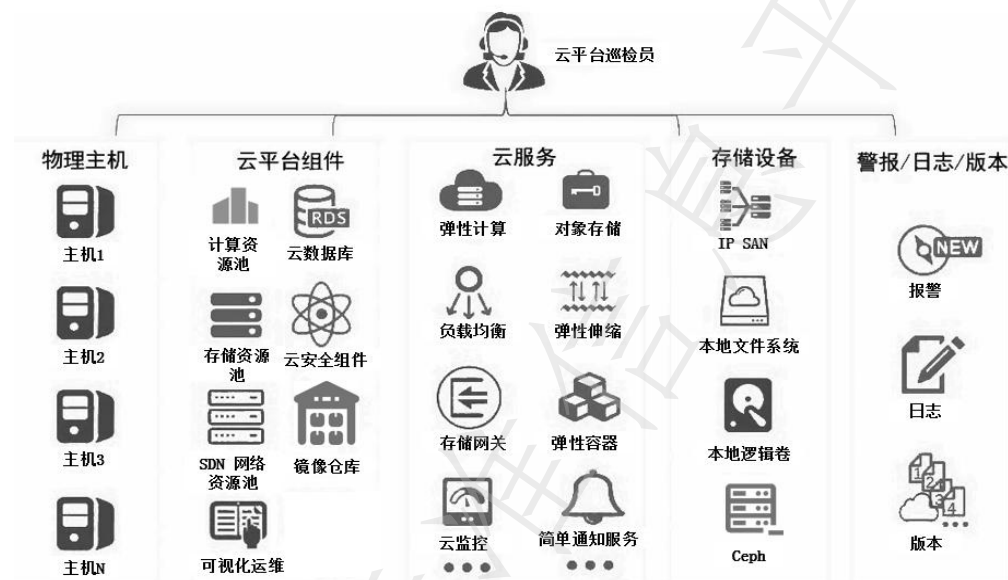 云平台巡检员
物理主机
主机1
主机2
主机3
主机N
云平台组件
计算资
源池
RDS
云数据库
存储资源
池
云安全组件
SDN 网络
资源池
镜像仓库
可视化运维
云服务
弹性计算
对象存储
负载均衡
弹性伸缩
存储网关
弹性容器
云监控
简单通知服务
存储设备
IP SAN
本地文件系统
本地逻辑卷
Ceph
警报/日志/版本
NEW
报警
日志
1
2
3
4
版本